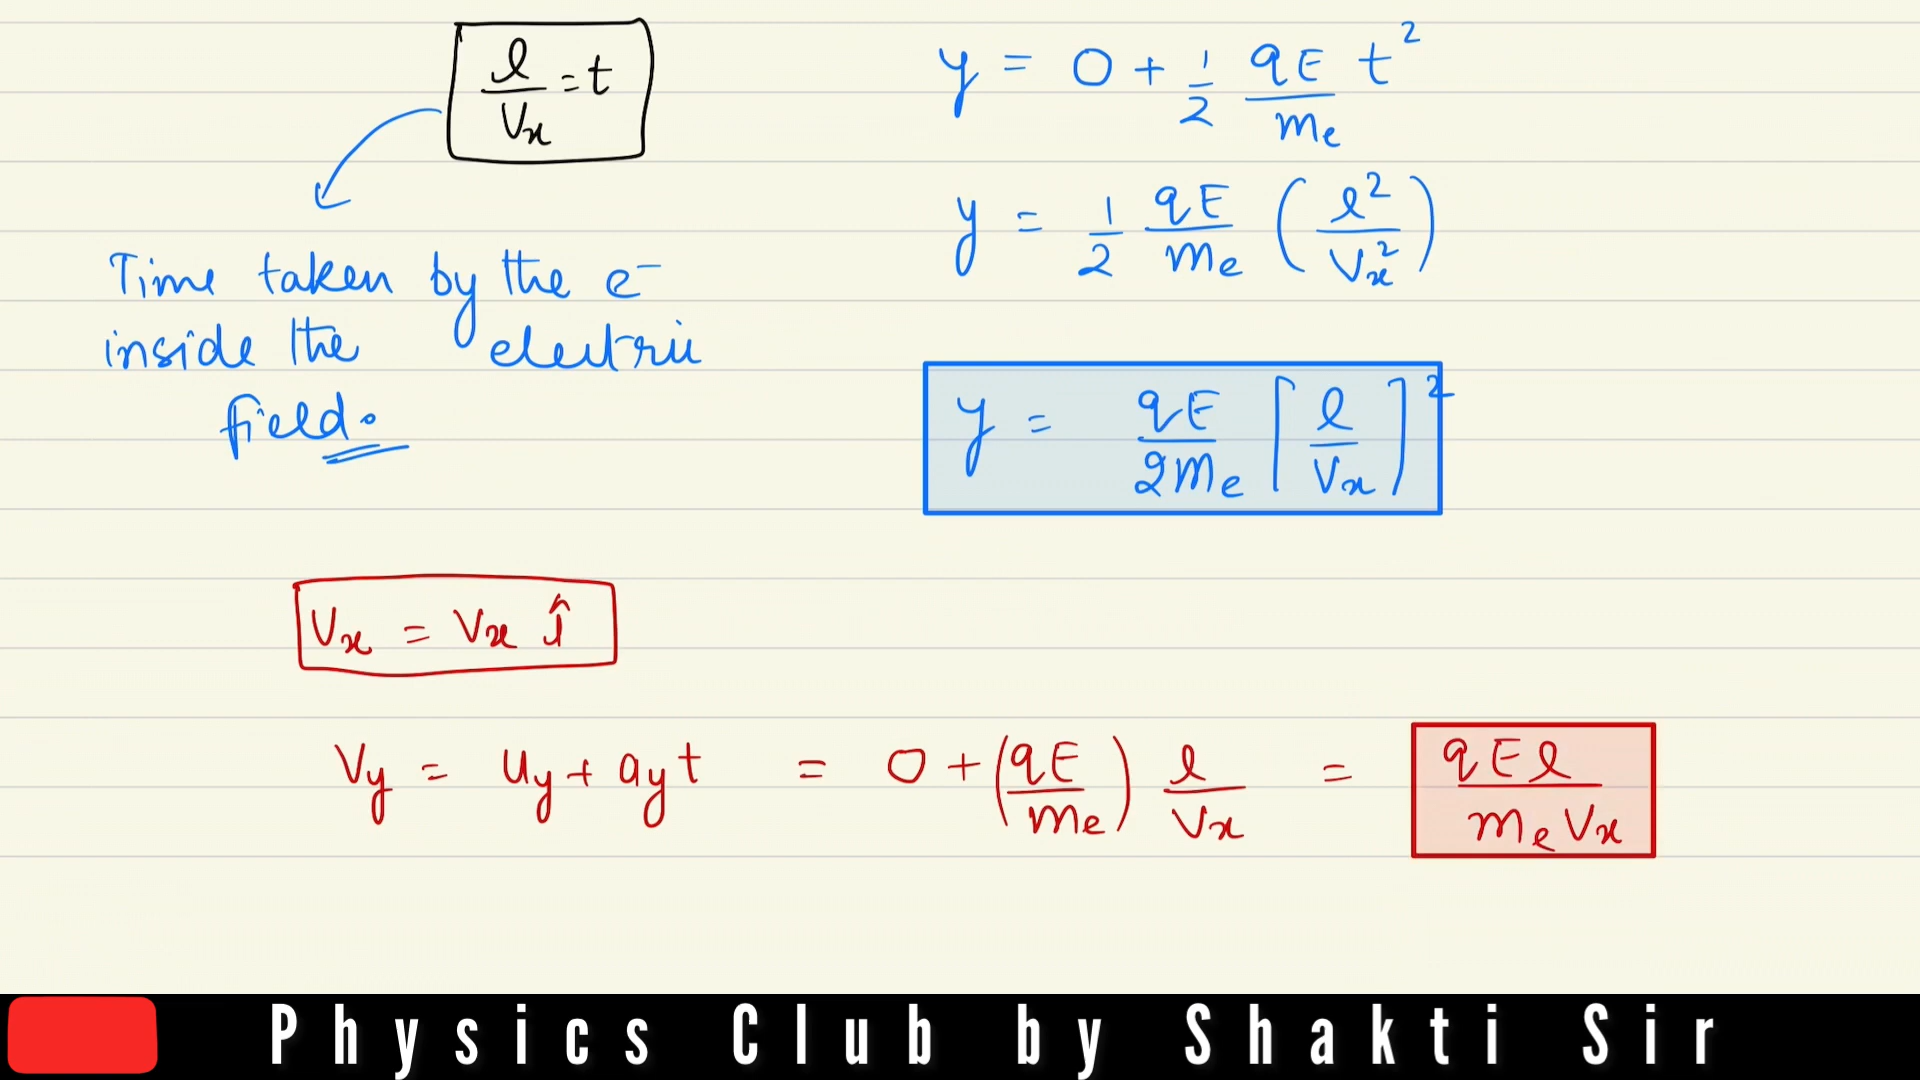 l/Vx = t
Time taken by the e⁻
inside the electric
field.
y = 0 + 1/2 qE/me t²
y = 1/2 qE/me (l²/Vx²)
y = qE/2me [l/Vx]²
Vx = Vx î
Vy = uy + ayt = 0 + (qE/me) l/Vx = qEl/meVx
Physics Club by Shakti Sir